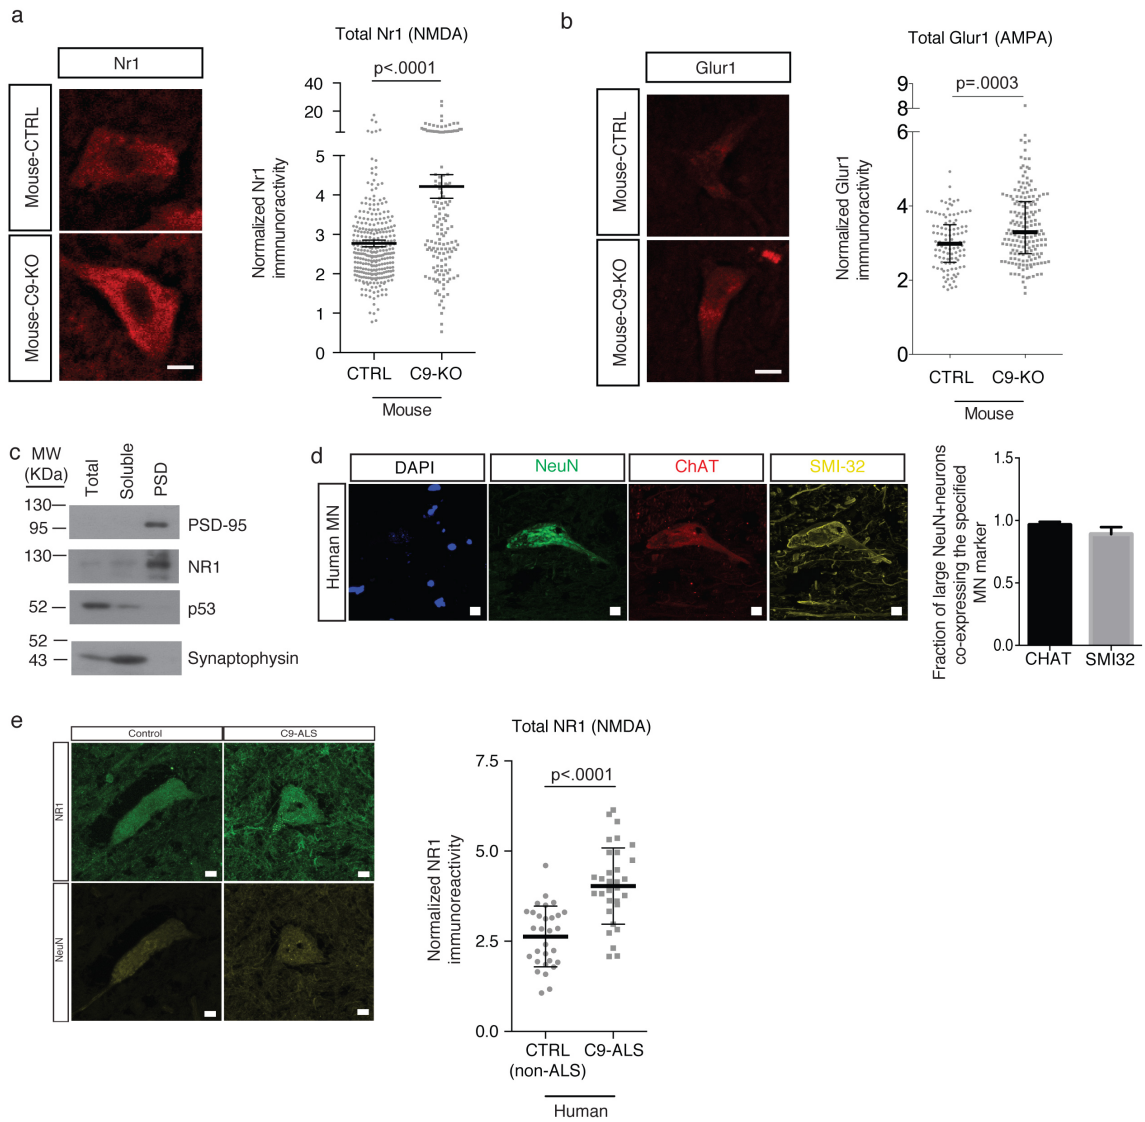 a
Nr1
Mouse-CTRL
Mouse-C9-KO
Total Nr1 (NMDA)
p<.0001
Normalized Nr1
immunoractivity
40
20
5
4
3
2
1
0
CTRL C9-KO
Mouse
b
Glur1
Mouse-CTRL
Mouse-C9-KO
Total Glur1 (AMPA)
p=.0003
Normalized Glur1
immnunoractivity
9
8
6
4
2
0
CTRL C9-KO
Mouse
c
MW
(KDa)
Total
Soluble
PSD
130
95
PSD-95
130
NR1
52
p53
52
43
Synaptophysin
d
DAPI
NeuN
ChAT
SMI-32
Human MN
Fraction of large NeuN+neurons
co-expressing the specified
MN marker
1.5
1.0
0.5
0.0
CHAT SMI32
e
Control
C9-ALS
NR1
NeuN
Total NR1 (NMDA)
p<.0001
Normalized NR1
immunoreactivity
7.5
5.0
2.5
0.0
CTRL C9-ALS
(non-ALS)
Human